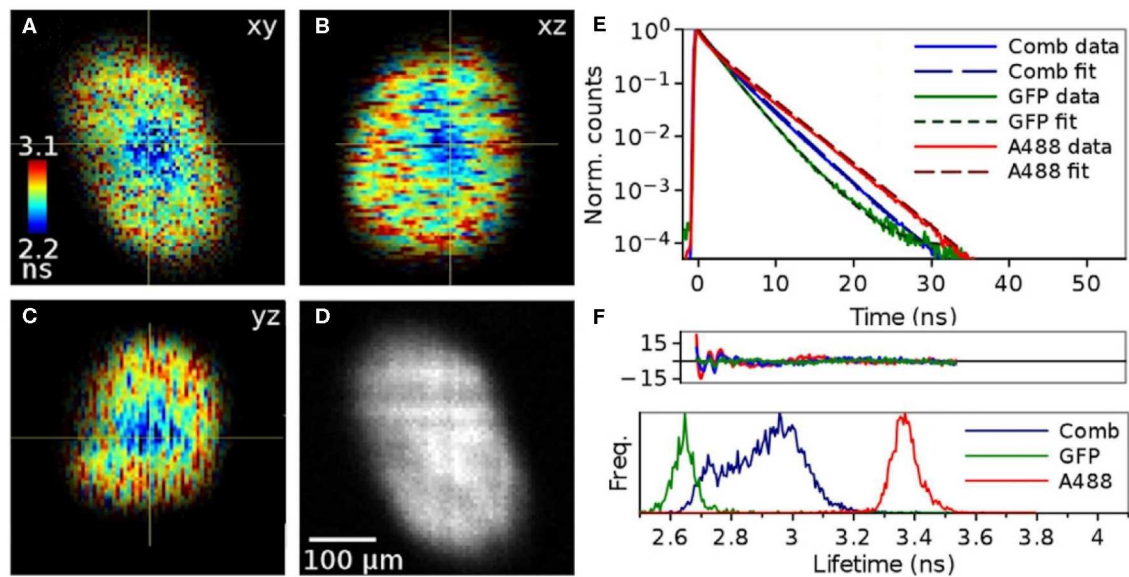 A
xy
3.1
2.2
ns
B
xz
C
yz
D
100 µm
E
10⁰
10⁻¹
10⁻²
10⁻³
10⁻⁴
Norm. counts
Comb data
Comb fit
GFP data
GFP fit
A488 data
A488 fit
0 10 20 30 40 50
Time (ns)
F
15
−15
Freq.
Comb
GFP
A488
2.6 2.8 3 3.2 3.4 3.6 3.8 4
Lifetime (ns)